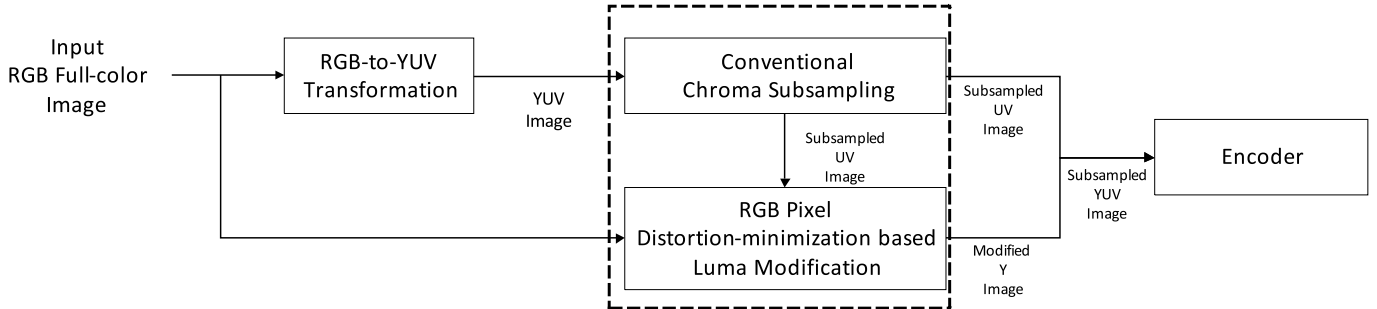 Input
RGB Full-color
Image
RGB-to-YUV
Transformation
YUV
Image
Conventional
Chroma Subsampling
Subsampled
UV
Image
RGB Pixel
Distortion-minimization based
Luma Modification
Subsampled
UV
Image
Modified
Y
Image
Subsampled
YUV
Image
Encoder